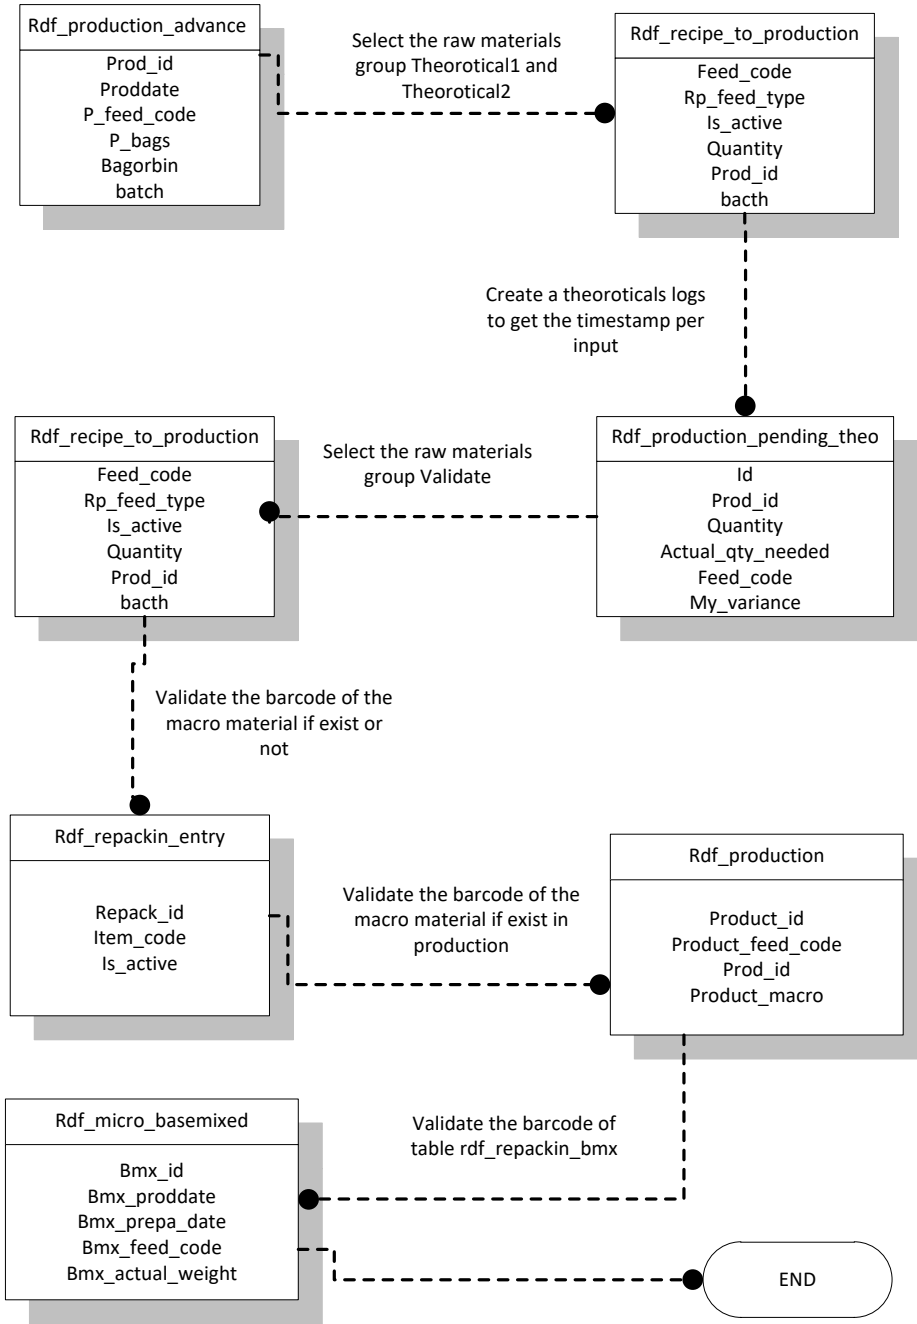 Rdf_production_advance
Prod_id
Proddate
P_feed_code
P_bags
Bagorbin
batch
Select the raw materials
group Theorotical1 and
Theorotical2
Rdf_recipe_to_production
Feed_code
Rp_feed_type
Is_active
Quantity
Prod_id
bacth
Create a theoroticals logs
to get the timestamp per
input
Rdf_recipe_to_production
Feed_code
Rp_feed_type
Is_active
Quantity
Prod_id
bacth
Select the raw materials
group Validate
Rdf_production_pending_theo
Id
Prod_id
Quantity
Actual_qty_needed
Feed_code
My_variance
Validate the barcode of the
macro material if exist or
not
Rdf_repackin_entry
Repack_id
Item_code
Is_active
Validate the barcode of the
macro material if exist in
production
Rdf_production
Product_id
Product_feed_code
Prod_id
Product_macro
Rdf_micro_basemixed
Bmx_id
Bmx_proddate
Bmx_prepa_date
Bmx_feed_code
Bmx_actual_weight
Validate the barcode of
table rdf_repackin_bmx
END